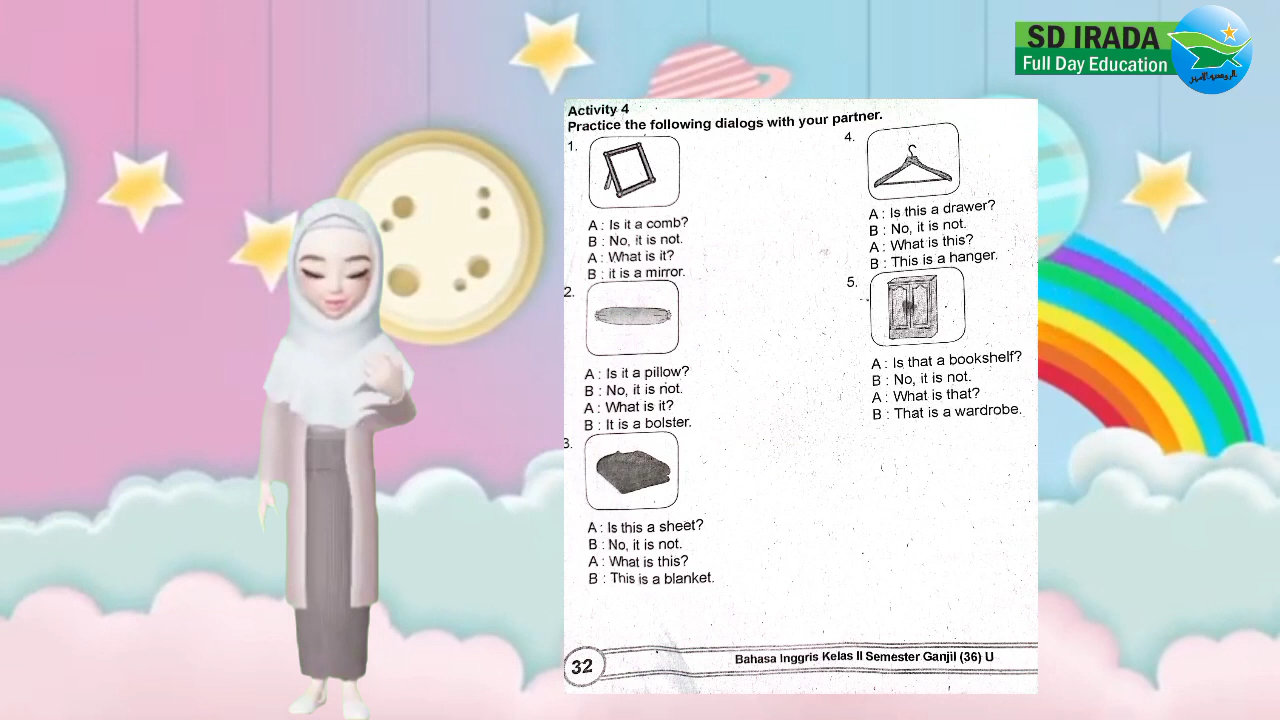 SD IRADA
Full Day Education
Activity 4
Practice the following dialogs with your partner.
1.
A : Is it a comb?
B : No, it is not.
A : What is it?
B : it is a mirror.
2.
A : Is it a pillow?
B : No, it is not.
A : What is it?
B : It is a bolster.
3.
A : Is this a sheet?
B : No, it is not.
A : What is this?
B : This is a blanket.
4.
A : Is this a drawer?
B : No, it is not.
A : What is this?
B : This is a hanger.
5.
A : Is that a bookshelf?
B : No, it is not.
A : What is that?
B : That is a wardrobe.
32
Bahasa Inggris Kelas II Semester Ganjil (36) U